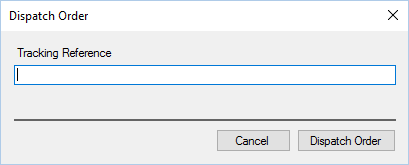 Dispatch Order
Tracking Reference
Cancel Dispatch Order